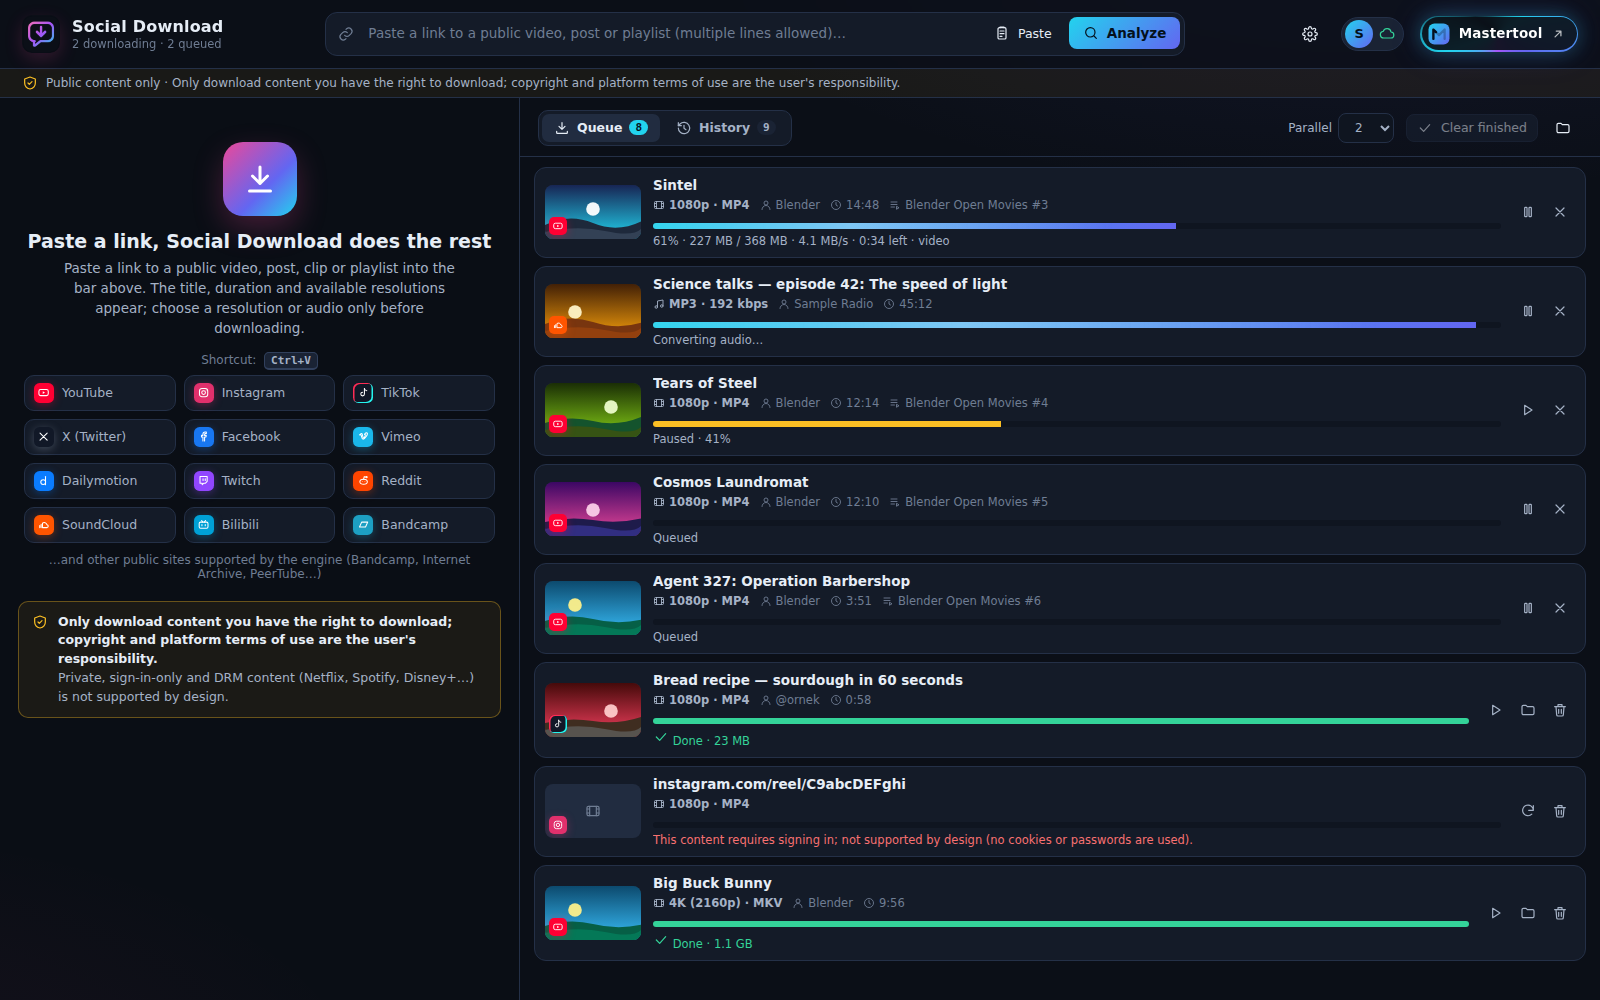 Social Download
2 downloading · 2 queued
Paste a link to a public video, post or playlist (multiple lines allowed)...
Paste
Analyze
S
Mastertool
Public content only · Only download content you have the right to download; copyright and platform terms of use are the user's responsibility.
Paste a link, Social Download does the rest
Paste a link to a public video, post, clip or playlist into the
bar above. The title, duration and available resolutions
appear; choose a resolution or audio only before
downloading.
Shortcut: Ctrl+V
YouTube
Instagram
TikTok
X (Twitter)
Facebook
Vimeo
Dailymotion
Twitch
Reddit
SoundCloud
Bilibili
Bandcamp
...and other public sites supported by the engine (Bandcamp, Internet
Archive, PeerTube...)
Only download content you have the right to download;
copyright and platform terms of use are the user's
responsibility.
Private, sign-in-only and DRM content (Netflix, Spotify, Disney+...)
is not supported by design.
Queue 8
History 9
Parallel 2
Clear finished
Sintel
1080p · MP4 Blender 14:48 Blender Open Movies #3
61% · 227 MB / 368 MB · 4.1 MB/s · 0:34 left · video
Science talks — episode 42: The speed of light
MP3 · 192 kbps Sample Radio 45:12
Converting audio...
Tears of Steel
1080p · MP4 Blender 12:14 Blender Open Movies #4
Paused · 41%
Cosmos Laundromat
1080p · MP4 Blender 12:10 Blender Open Movies #5
Queued
Agent 327: Operation Barbershop
1080p · MP4 Blender 3:51 Blender Open Movies #6
Queued
Bread recipe — sourdough in 60 seconds
1080p · MP4 @ornek 0:58
Done · 23 MB
instagram.com/reel/C9abcDEFghi
1080p · MP4
This content requires signing in; not supported by design (no cookies or passwords are used).
Big Buck Bunny
4K (2160p) · MKV Blender 9:56
Done · 1.1 GB